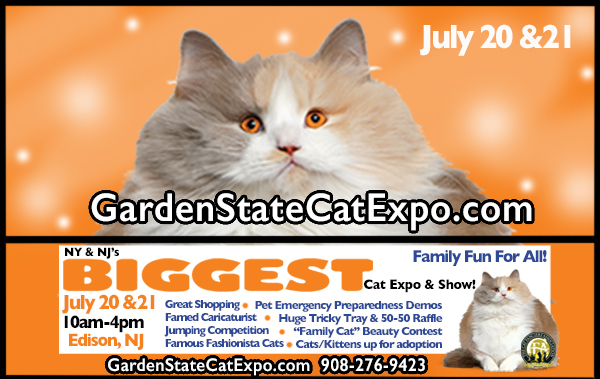 July 20 &21
GardenStateCatExpo.com
NY & NJ's
BIGGEST
Cat Expo & Show!
Family Fun For All!
July 20 &21
10am-4pm
Edison, NJ
Great Shopping • Pet Emergency Preparedness Demos
Famed Caricaturist • Huge Tricky Tray & 50-50 Raffle
Jumping Competition • "Family Cat" Beauty Contest
Famous Fashionista Cats • Cats/Kittens up for adoption
GardenStateCatExpo.com 908-276-9423